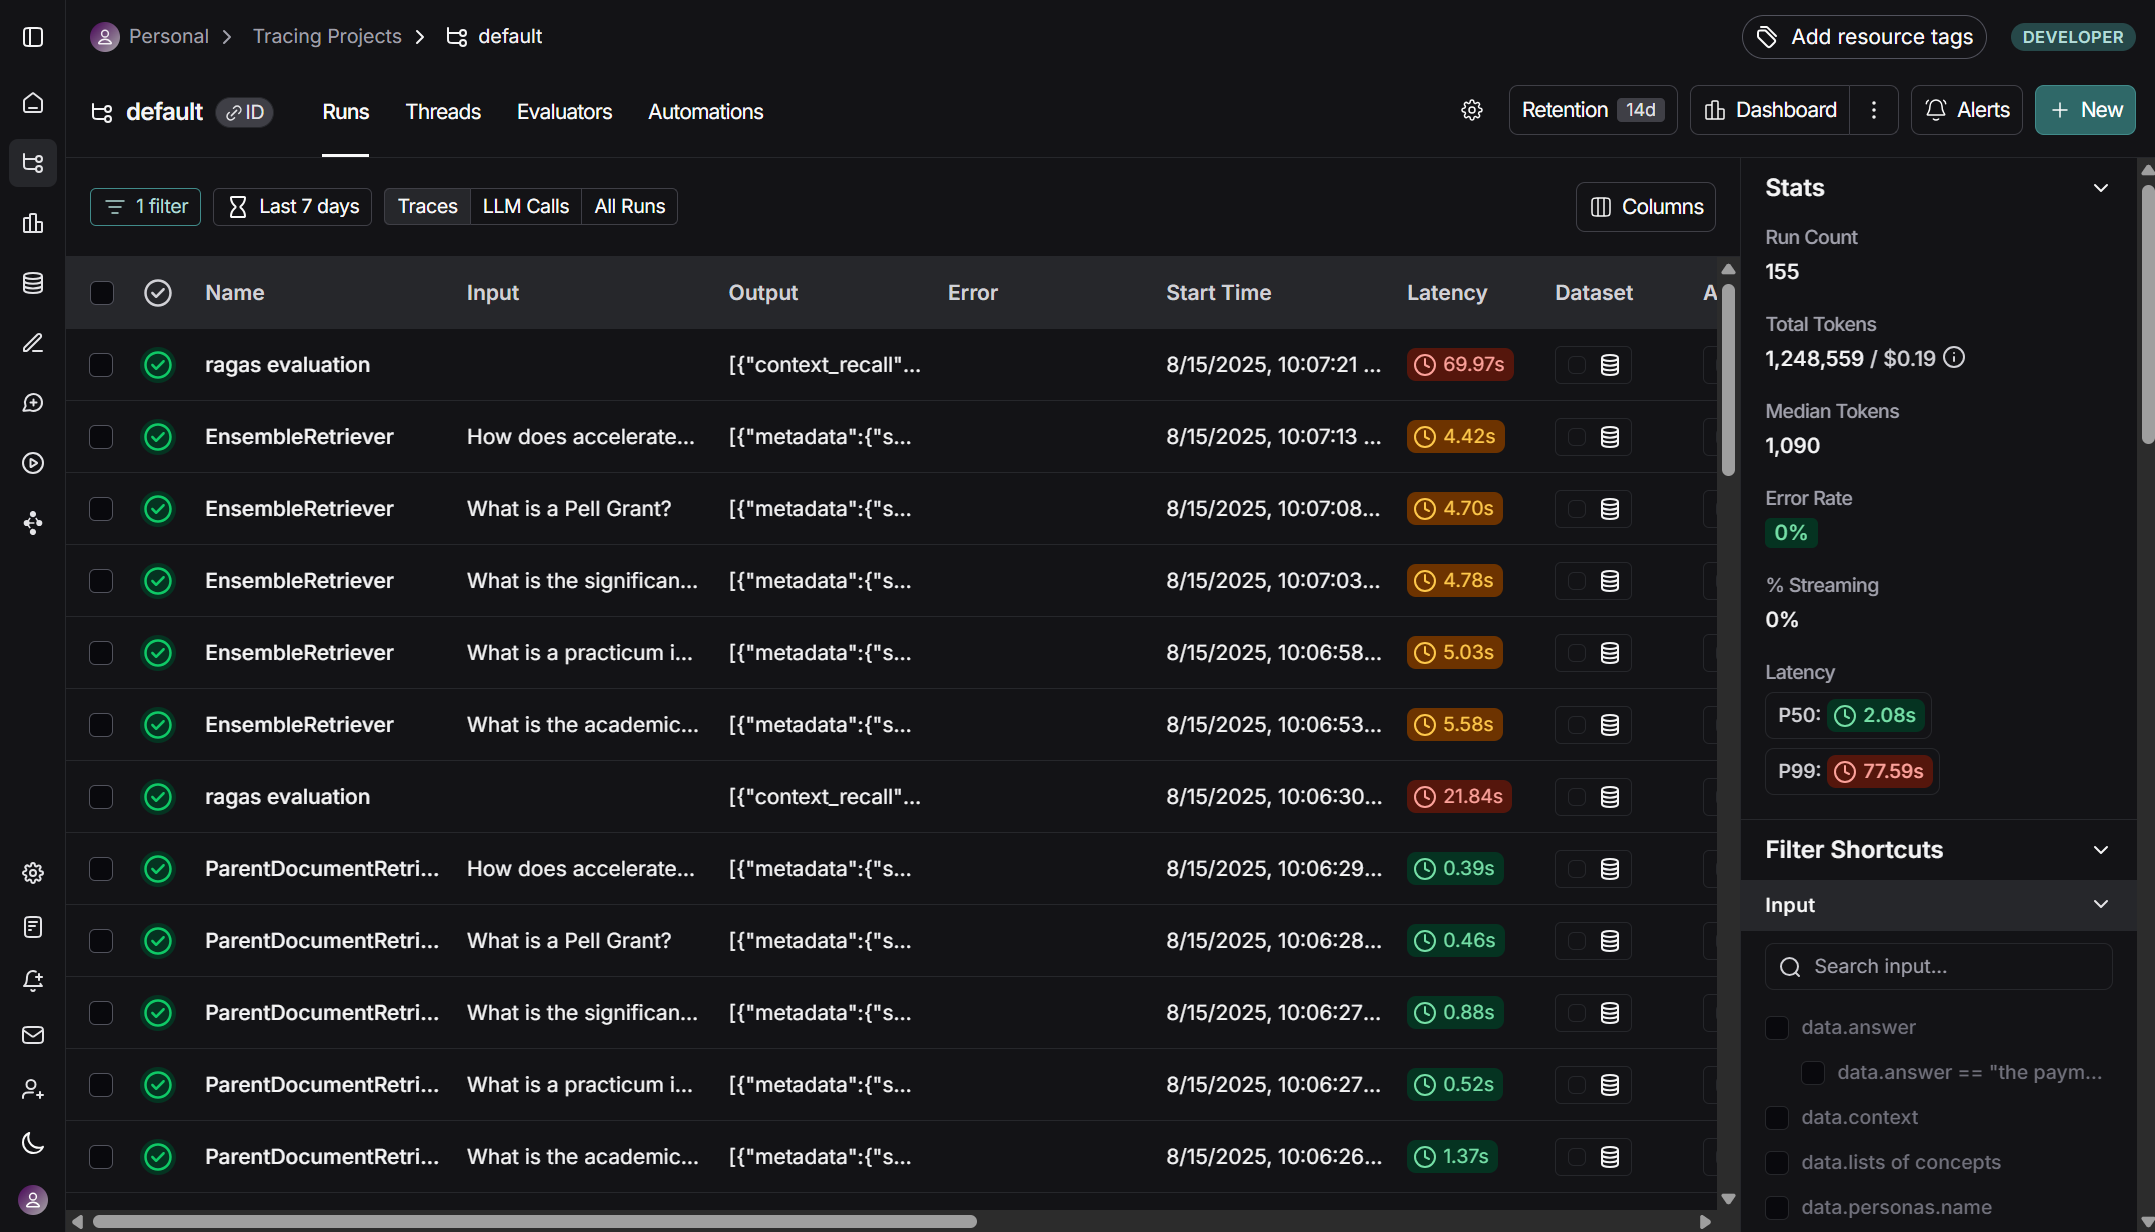 Personal > Tracing Projects > default
Add resource tags
DEVELOPER
default ID Runs Threads Evaluators Automations
Retention 14d Dashboard Alerts + New
1 filter Last 7 days Traces LLM Calls All Runs Columns
Name Input Output Error Start Time Latency Dataset A
ragas evaluation [{"context_recall"... 8/15/2025, 10:07:21 ... 69.97s
EnsembleRetriever How does accelerate... [{"metadata":{"s... 8/15/2025, 10:07:13 ... 4.42s
EnsembleRetriever What is a Pell Grant? [{"metadata":{"s... 8/15/2025, 10:07:08... 4.70s
EnsembleRetriever What is the significan... [{"metadata":{"s... 8/15/2025, 10:07:03... 4.78s
EnsembleRetriever What is a practicum i... [{"metadata":{"s... 8/15/2025, 10:06:58... 5.03s
EnsembleRetriever What is the academic... [{"metadata":{"s... 8/15/2025, 10:06:53... 5.58s
ragas evaluation [{"context_recall"... 8/15/2025, 10:06:30... 21.84s
ParentDocumentRetri... How does accelerate... [{"metadata":{"s... 8/15/2025, 10:06:29... 0.39s
ParentDocumentRetri... What is a Pell Grant? [{"metadata":{"s... 8/15/2025, 10:06:28... 0.46s
ParentDocumentRetri... What is the significan... [{"metadata":{"s... 8/15/2025, 10:06:27... 0.88s
ParentDocumentRetri... What is a practicum i... [{"metadata":{"s... 8/15/2025, 10:06:27... 0.52s
ParentDocumentRetri... What is the academic... [{"metadata":{"s... 8/15/2025, 10:06:26... 1.37s
Stats
Run Count
155
Total Tokens
1,248,559 / $0.19
Median Tokens
1,090
Error Rate
0%
% Streaming
0%
Latency
P50: 2.08s
P99: 77.59s
Filter Shortcuts
Input
Search input...
data.answer
data.answer == "the paym...
data.context
data.lists of concepts
data.personas.name